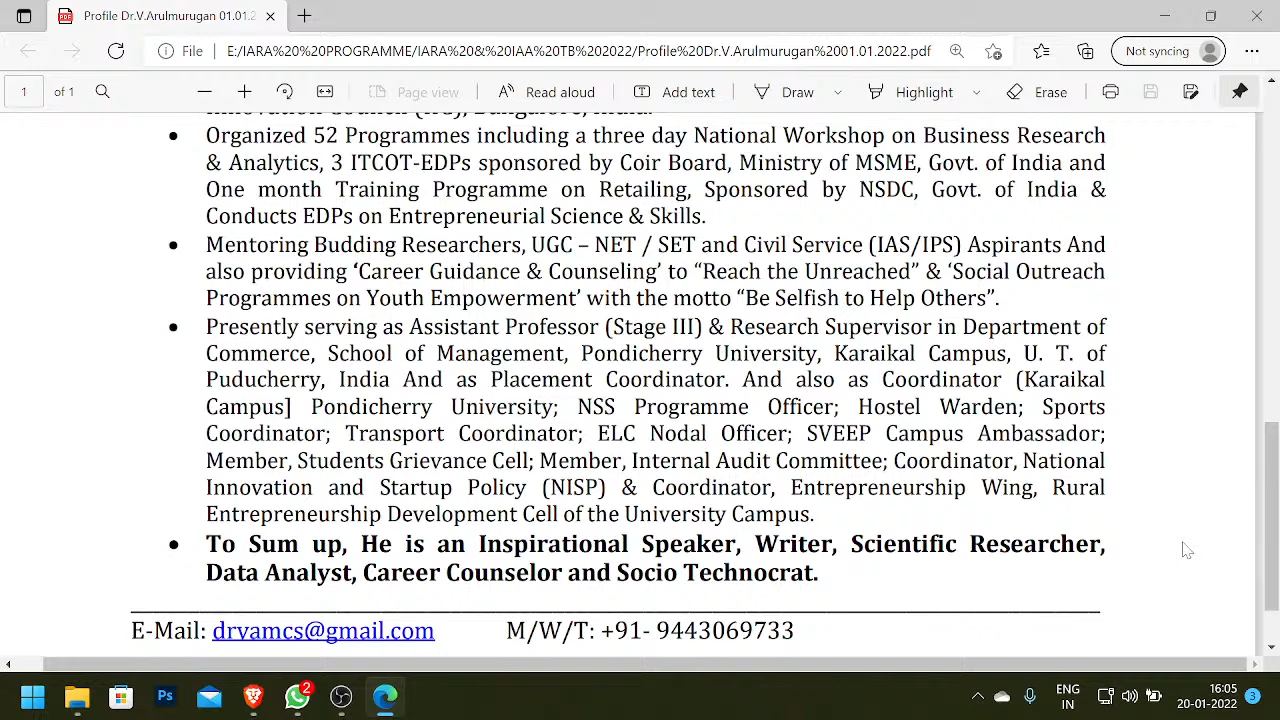 Profile Dr.V.Arulmurugan 01.01.2
File E:/IARA%20%20PROGRAMME/IARA%20&%20IAA%20TB%202022/Profile%20Dr.V.Arulmurugan%2001.01.2022.pdf Not syncing
1 of 1 Page view Read aloud Add text Draw Highlight Erase
Innovation Council (IIC), Bangalore, India.
• Organized 52 Programmes including a three day National Workshop on Business Research
& Analytics, 3 ITCOT-EDPs sponsored by Coir Board, Ministry of MSME, Govt. of India and
One month Training Programme on Retailing, Sponsored by NSDC, Govt. of India &
Conducts EDPs on Entrepreneurial Science & Skills.
• Mentoring Budding Researchers, UGC – NET / SET and Civil Service (IAS/IPS) Aspirants And
also providing ‘Career Guidance & Counseling’ to “Reach the Unreached” & ‘Social Outreach
Programmes on Youth Empowerment’ with the motto “Be Selfish to Help Others”.
• Presently serving as Assistant Professor (Stage III) & Research Supervisor in Department of
Commerce, School of Management, Pondicherry University, Karaikal Campus, U. T. of
Puducherry, India And as Placement Coordinator. And also as Coordinator (Karaikal
Campus] Pondicherry University; NSS Programme Officer; Hostel Warden; Sports
Coordinator; Transport Coordinator; ELC Nodal Officer; SVEEP Campus Ambassador;
Member, Students Grievance Cell; Member, Internal Audit Committee; Coordinator, National
Innovation and Startup Policy (NISP) & Coordinator, Entrepreneurship Wing, Rural
Entrepreneurship Development Cell of the University Campus.
• To Sum up, He is an Inspirational Speaker, Writer, Scientific Researcher,
Data Analyst, Career Counselor and Socio Technocrat.
E-Mail: drvamcs@gmail.com M/W/T: +91- 9443069733
Ps 2 ENG 16:05
IN 20-01-2022 3